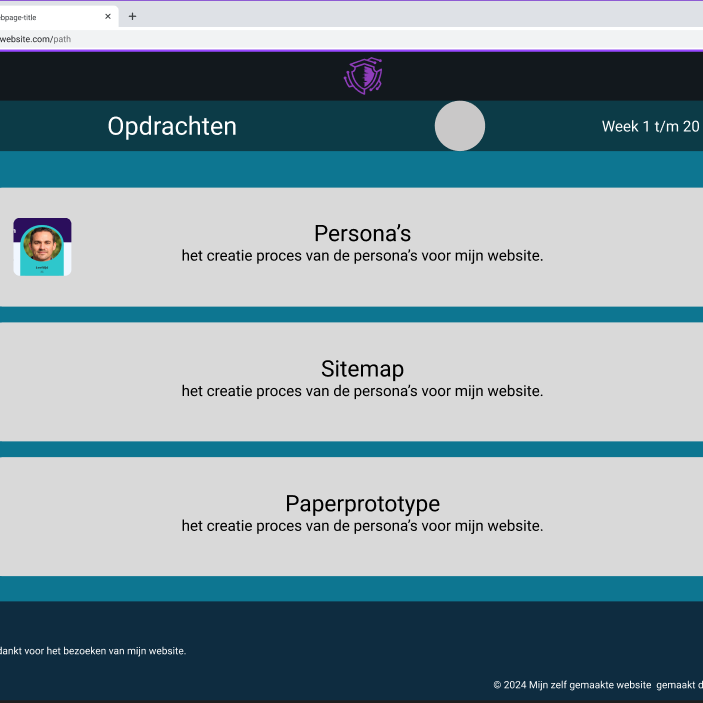 bpage-title
website.com/path
Opdrachten
Week 1 t/m 20
Persona’s
het creatie proces van de persona’s voor mijn website.
Sitemap
het creatie proces van de persona’s voor mijn website.
Paperprototype
het creatie proces van de persona’s voor mijn website.
dankt voor het bezoeken van mijn website.
© 2024 Mijn zelf gemaakte website gemaakt d